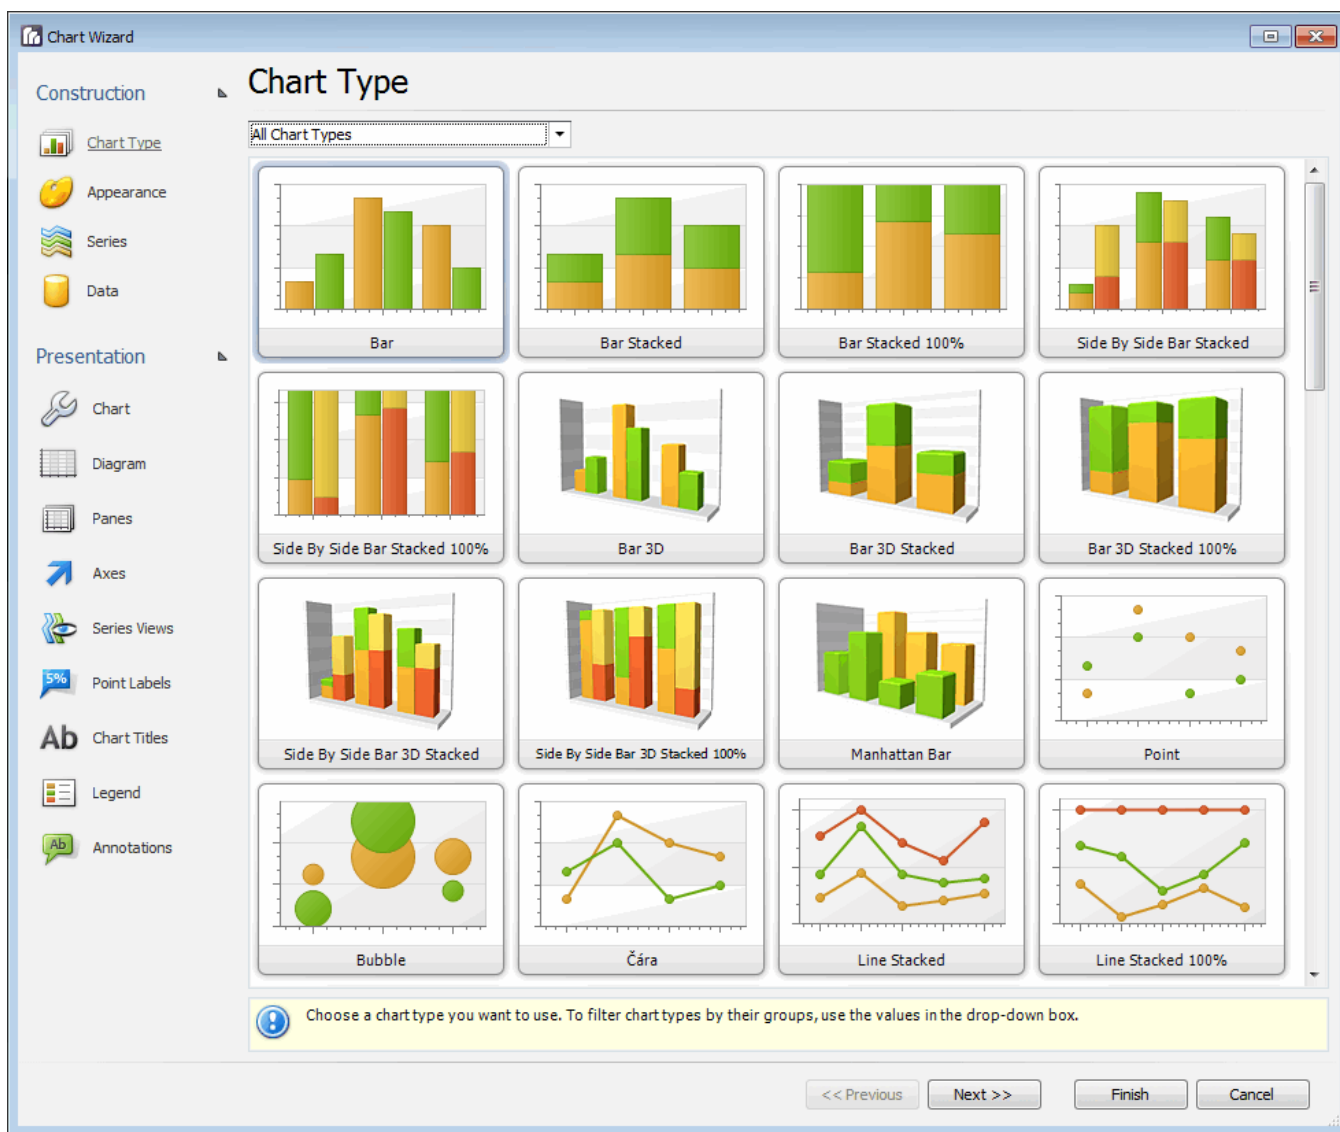 Chart Wizard
Construction
Chart Type
Appearance
Series
Data
Presentation
Chart
Diagram
Panes
Axes
Series Views
5%
Point Labels
Ab
Chart Titles
Legend
Ab
Annotations
Chart Type
All Chart Types
Bar
Bar Stacked
Bar Stacked 100%
Side By Side Bar Stacked
Side By Side Bar Stacked 100%
Bar 3D
Bar 3D Stacked
Bar 3D Stacked 100%
Side By Side Bar 3D Stacked
Side By Side Bar 3D Stacked 100%
Manhattan Bar
Point
Bubble
Čára
Line Stacked
Line Stacked 100%
Choose a chart type you want to use. To filter chart types by their groups, use the values in the drop-down box.
<< Previous
Next >>
Finish
Cancel